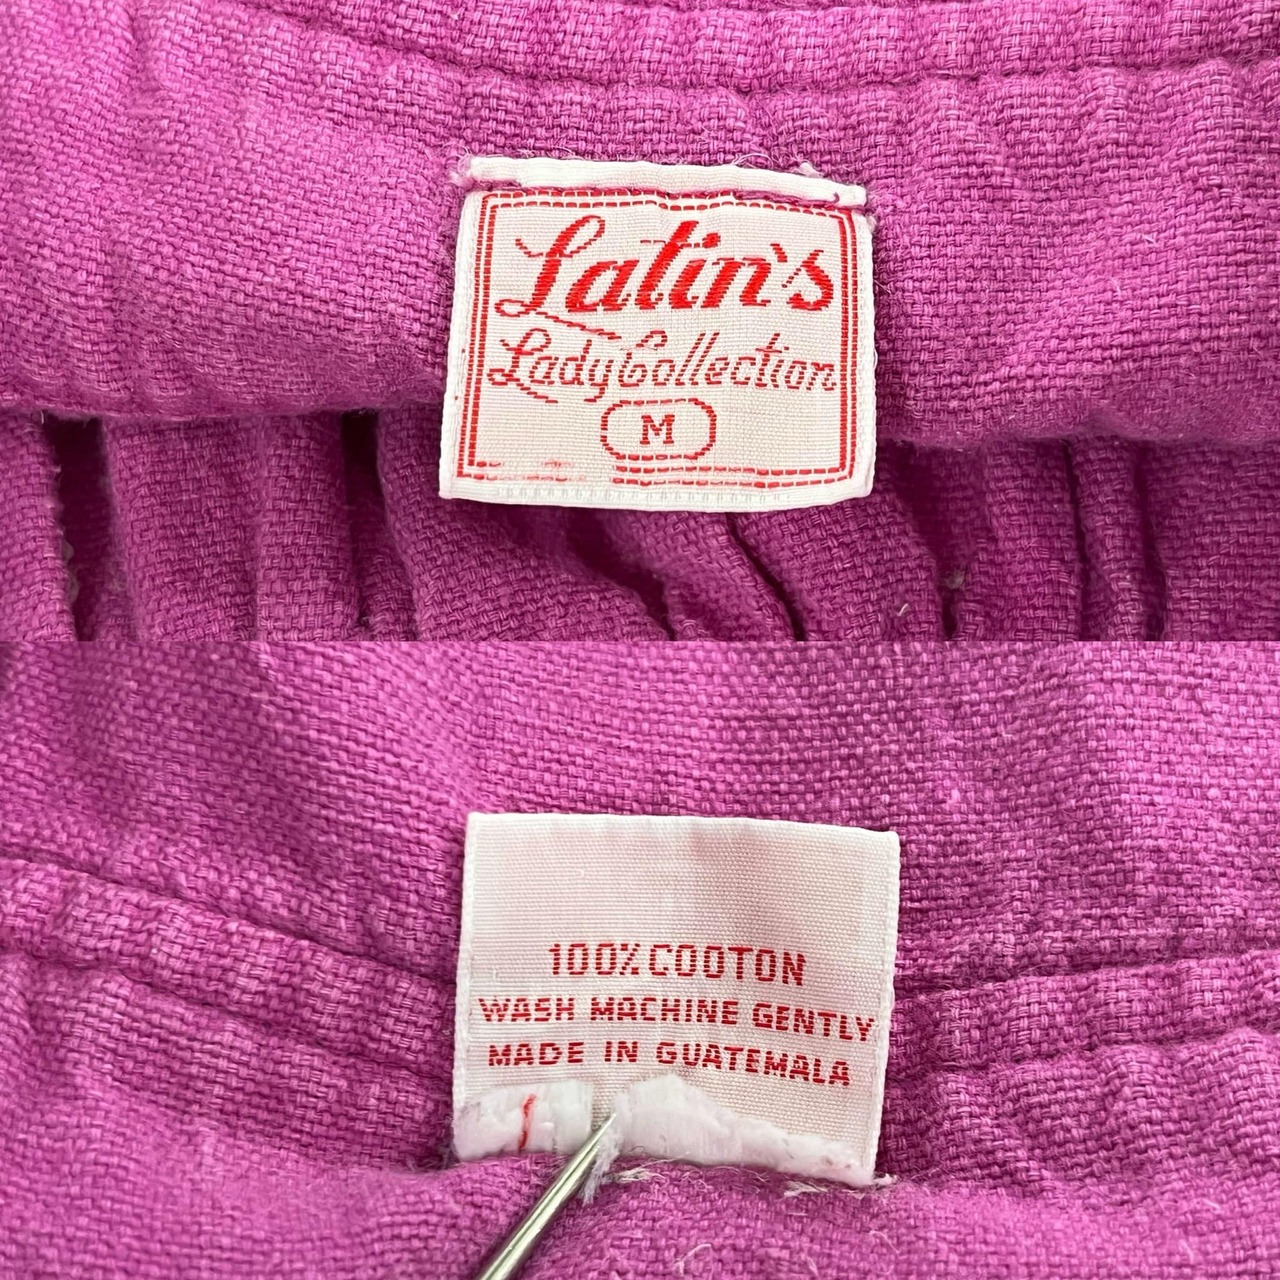 Latin's
Lady Collection
M
100% COOTON
WASH MACHINE GENTLY
MADE IN GUATEMALA